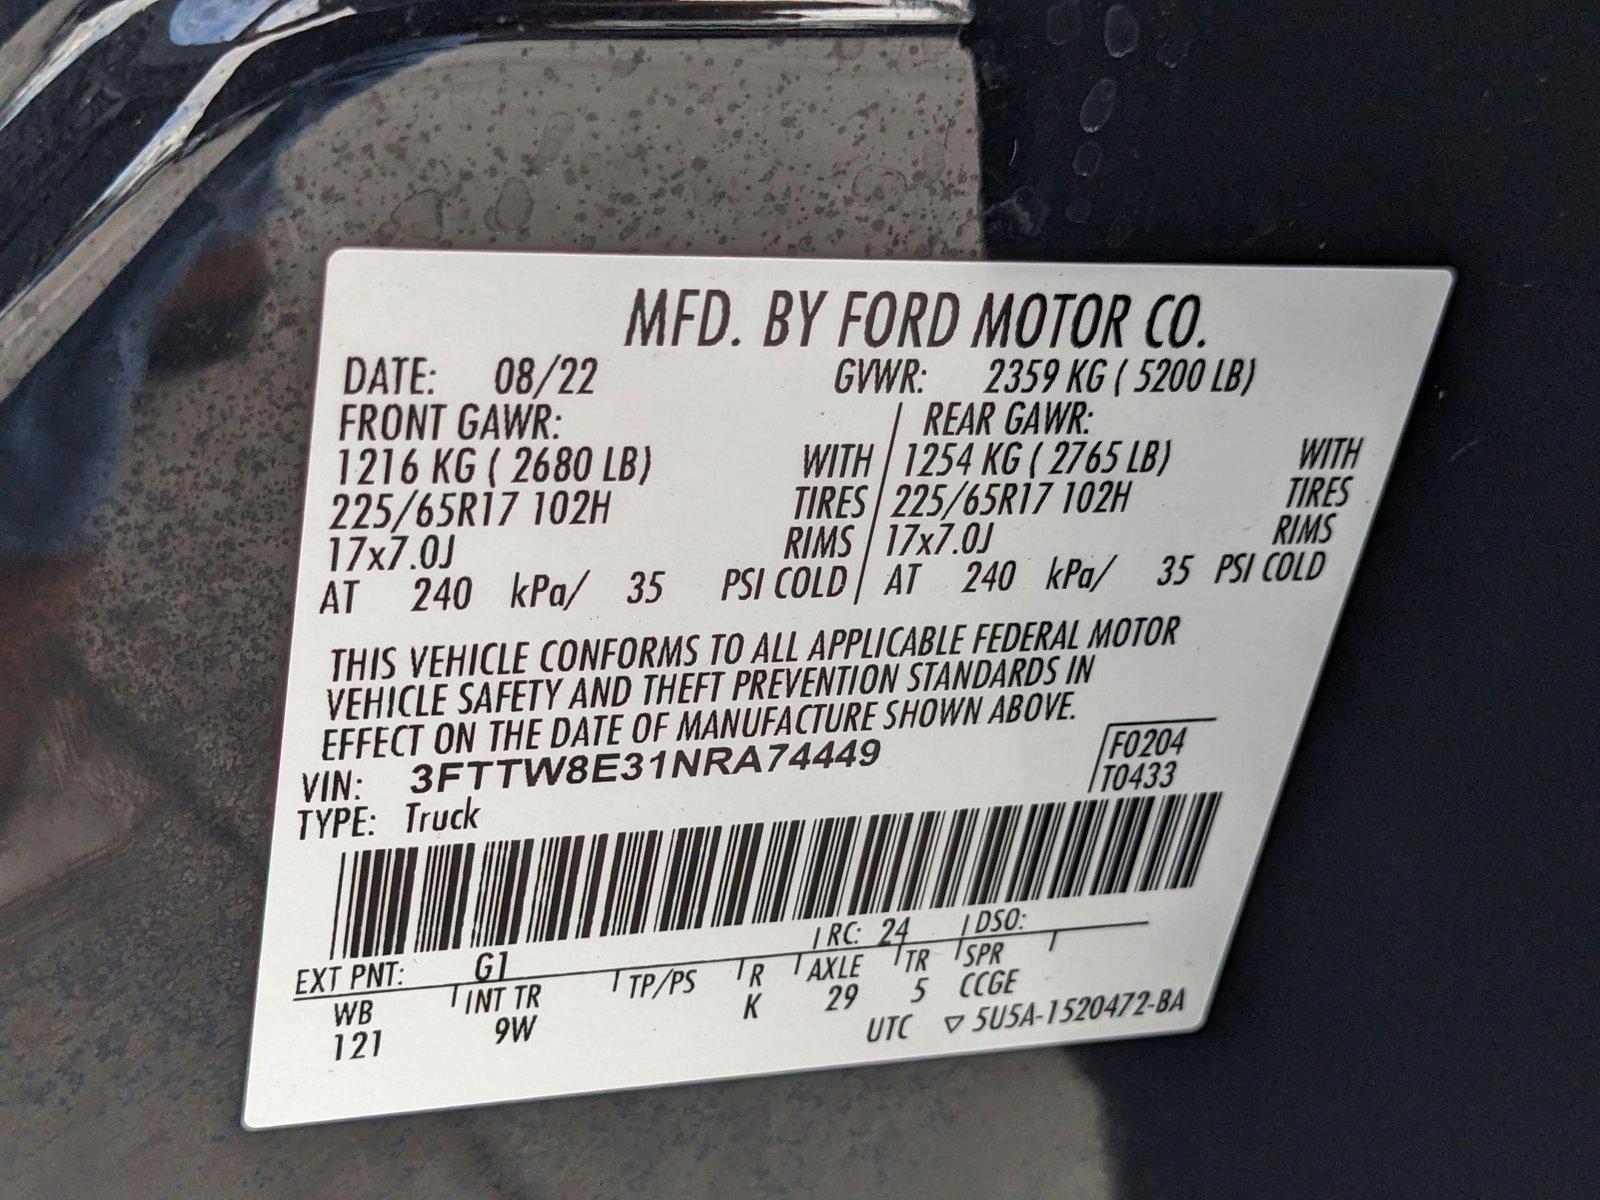 MFD. BY FORD MOTOR CO.
DATE: 08/22 GVWR: 2359 KG ( 5200 LB)
FRONT GAWR: REAR GAWR:
1216 KG ( 2680 LB) WITH 1254 KG ( 2765 LB) WITH
225/65R17 102H TIRES 225/65R17 102H TIRES
17x7.0J RIMS 17x7.0J RIMS
AT 240 kPa/ 35 PSI COLD AT 240 kPa/ 35 PSI COLD
THIS VEHICLE CONFORMS TO ALL APPLICABLE FEDERAL MOTOR
VEHICLE SAFETY AND THEFT PREVENTION STANDARDS IN
EFFECT ON THE DATE OF MANUFACTURE SHOWN ABOVE.
VIN: 3FTTW8E31NRA74449 F0204
TYPE: Truck T0433
EXT PNT: G1 RC: 24 DSO:
WB INT TR TP/PS R AXLE TR SPR
121 9W K 29 5 CCGE
UTC ▽ 5U5A-1520472-BA